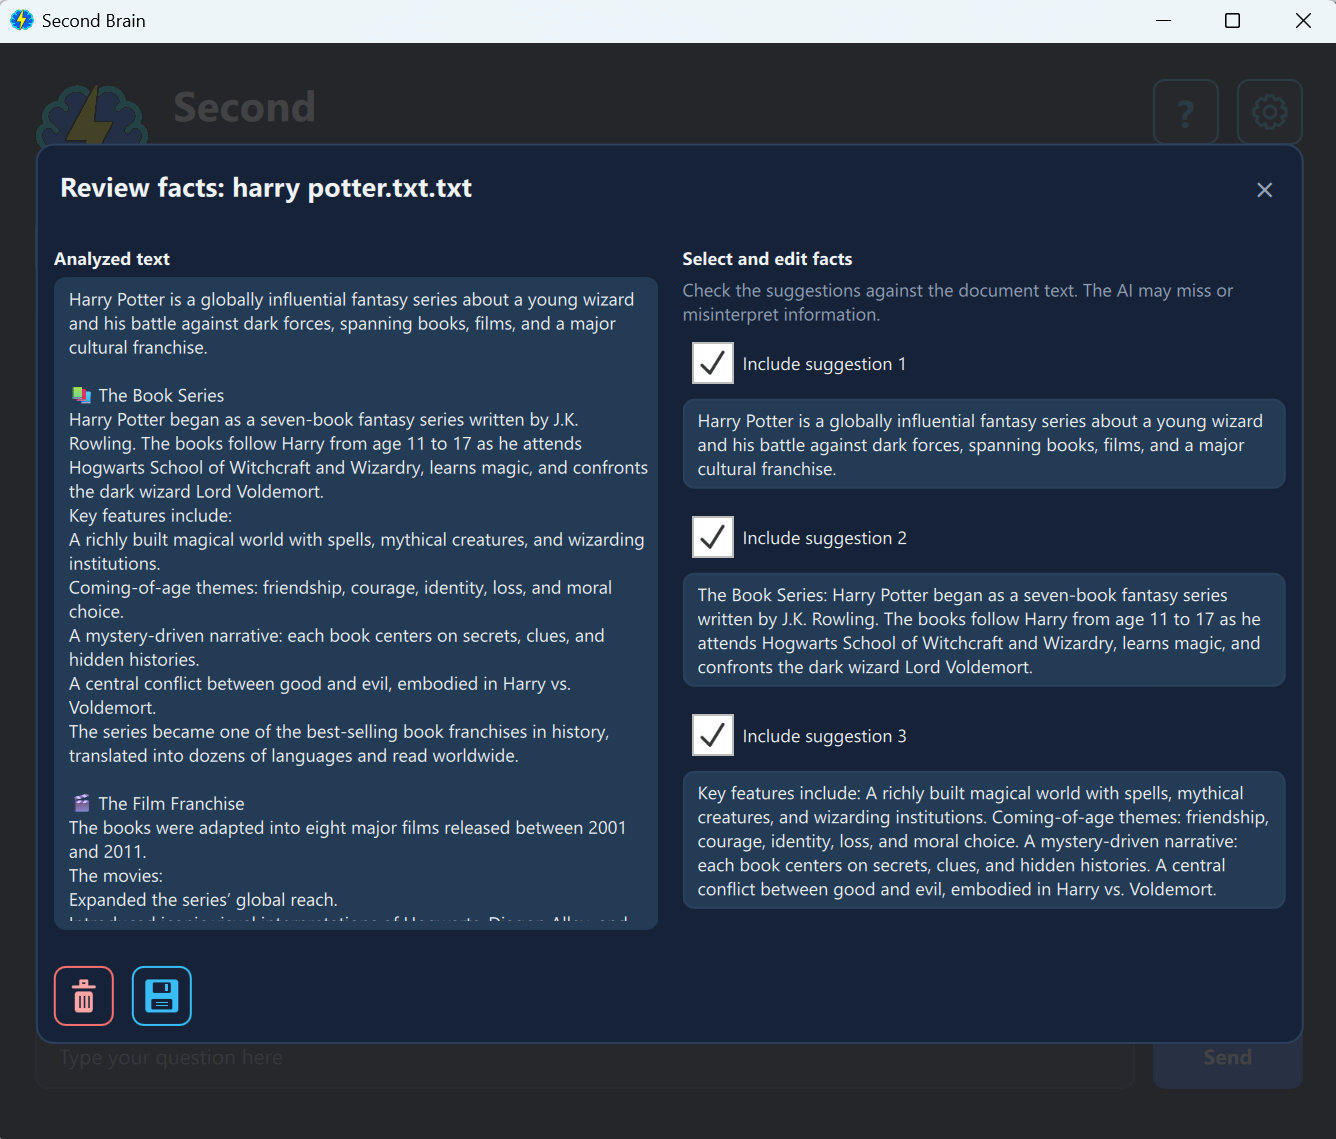 Second Brain
Second
?
Review facts: harry potter.txt.txt
Analyzed text
Harry Potter is a globally influential fantasy series about a young wizard
and his battle against dark forces, spanning books, films, and a major
cultural franchise.
📚 The Book Series
Harry Potter began as a seven-book fantasy series written by J.K.
Rowling. The books follow Harry from age 11 to 17 as he attends
Hogwarts School of Witchcraft and Wizardry, learns magic, and confronts
the dark wizard Lord Voldemort.
Key features include:
A richly built magical world with spells, mythical creatures, and wizarding
institutions.
Coming-of-age themes: friendship, courage, identity, loss, and moral
choice.
A mystery-driven narrative: each book centers on secrets, clues, and
hidden histories.
A central conflict between good and evil, embodied in Harry vs.
Voldemort.
The series became one of the best-selling book franchises in history,
translated into dozens of languages and read worldwide.
🎬 The Film Franchise
The books were adapted into eight major films released between 2001
and 2011.
The movies:
Expanded the series’ global reach.
Select and edit facts
Check the suggestions against the document text. The AI may miss or
misinterpret information.
Include suggestion 1
Harry Potter is a globally influential fantasy series about a young wizard
and his battle against dark forces, spanning books, films, and a major
cultural franchise.
Include suggestion 2
The Book Series: Harry Potter began as a seven-book fantasy series
written by J.K. Rowling. The books follow Harry from age 11 to 17 as he
attends Hogwarts School of Witchcraft and Wizardry, learns magic, and
confronts the dark wizard Lord Voldemort.
Include suggestion 3
Key features include: A richly built magical world with spells, mythical
creatures, and wizarding institutions. Coming-of-age themes: friendship,
courage, identity, loss, and moral choice. A mystery-driven narrative:
each book centers on secrets, clues, and hidden histories. A central
conflict between good and evil, embodied in Harry vs. Voldemort.
Type your question here
Send